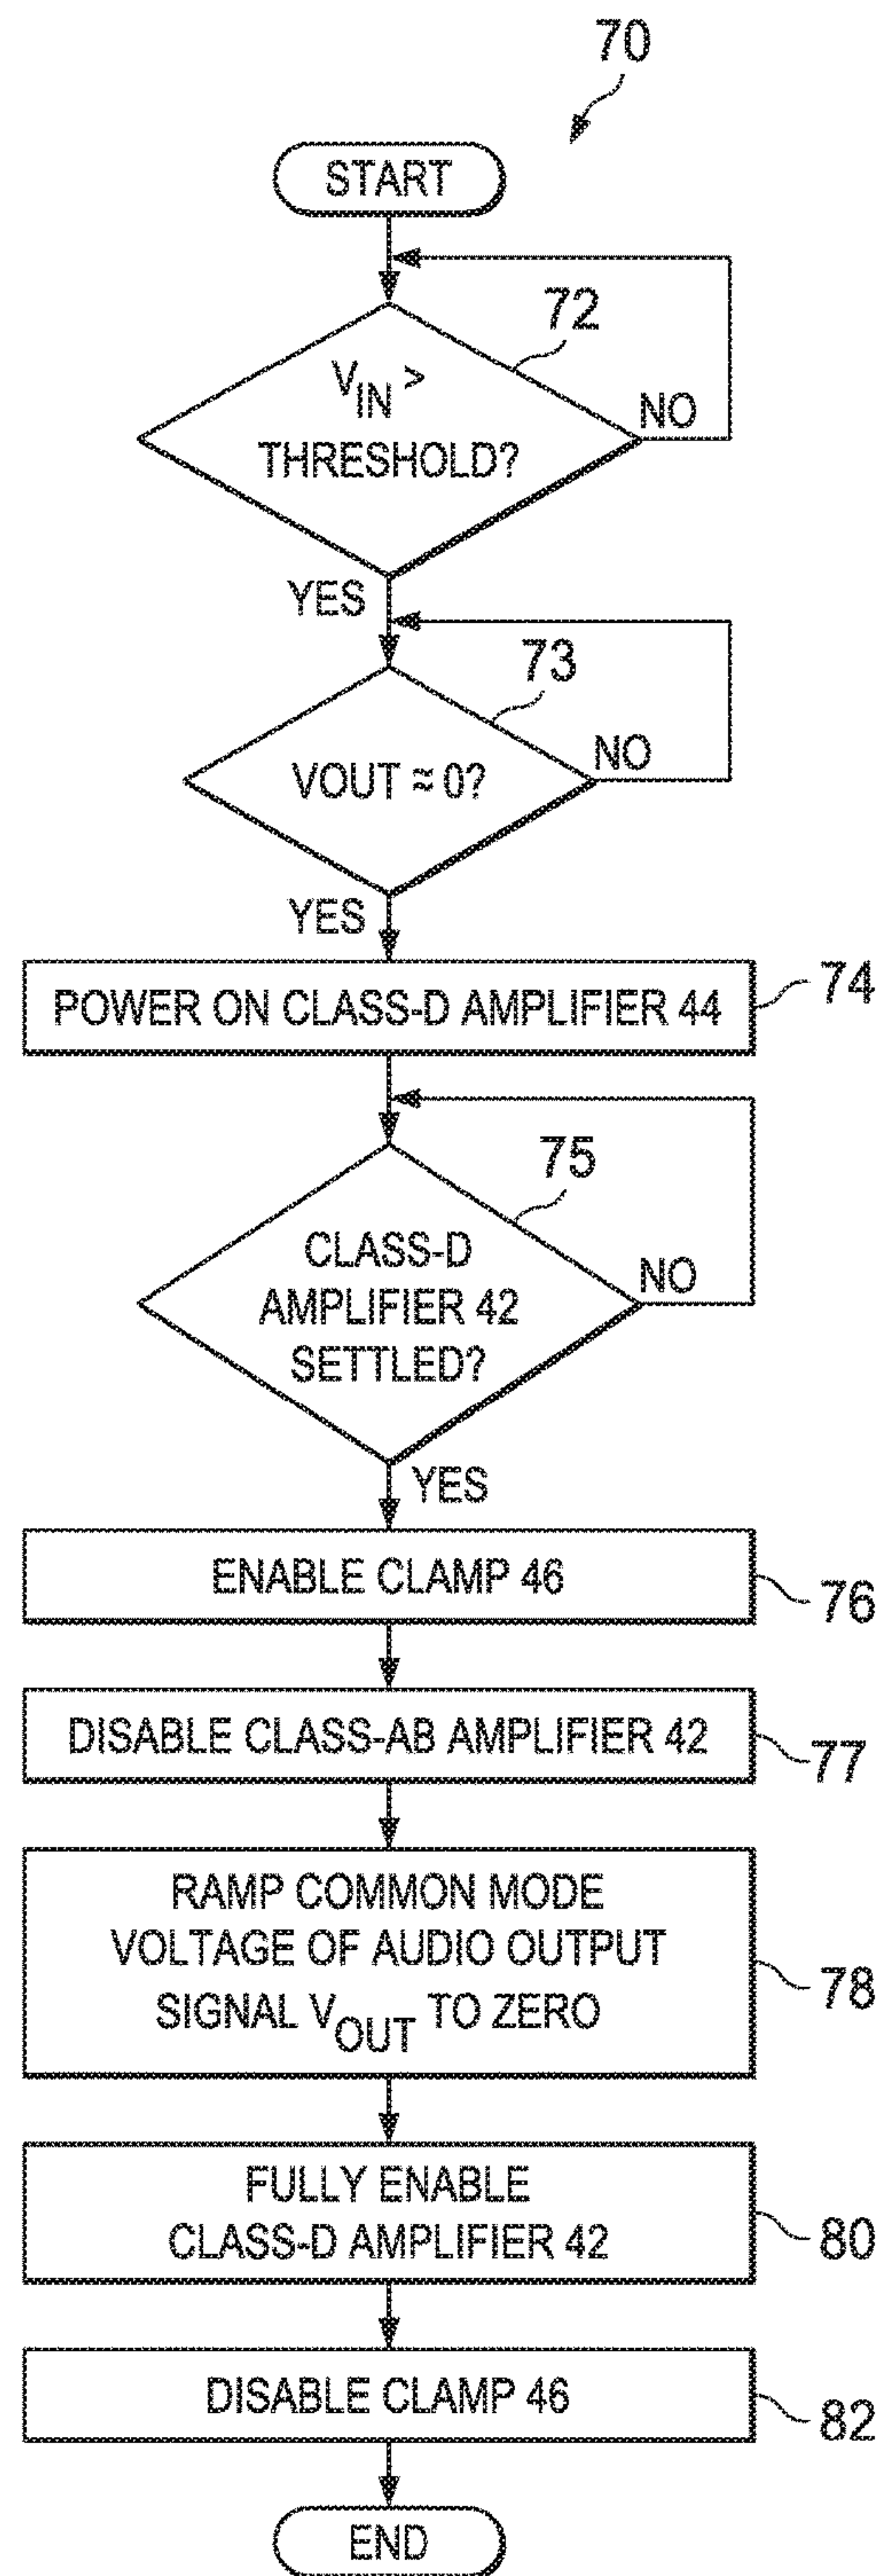 70
START
72
V_IN >
THRESHOLD?
NO
YES
73
VOUT ≈ 0?
NO
YES
POWER ON CLASS-D AMPLIFIER 44
74
75
CLASS-D
AMPLIFIER 42
SETTLED?
NO
YES
ENABLE CLAMP 46
76
DISABLE CLASS-AB AMPLIFIER 42
77
RAMP COMMON MODE
VOLTAGE OF AUDIO OUTPUT
SIGNAL V_OUT TO ZERO
78
FULLY ENABLE
CLASS-D AMPLIFIER 42
80
DISABLE CLAMP 46
82
END